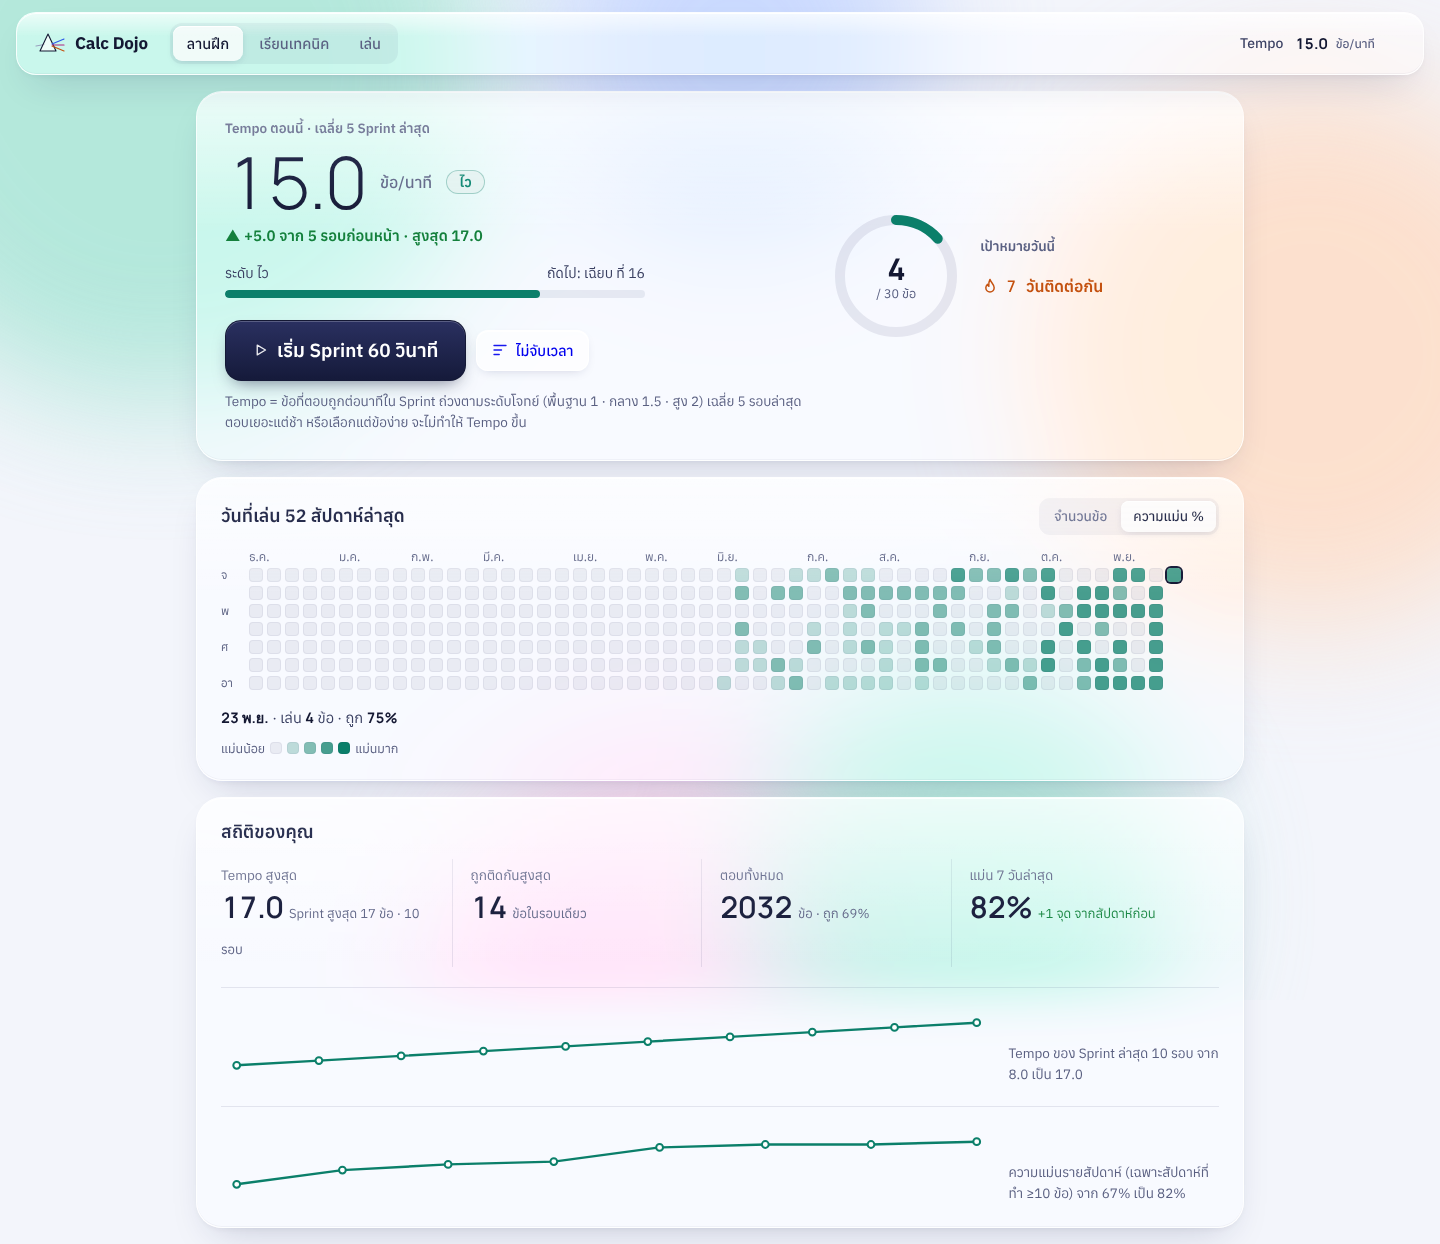 Calc Dojo
ลานฝึก
เรียนเทคนิค
เล่น
Tempo 15.0 ข้อ/นาที
Tempo ตอนนี้ · เฉลี่ย 5 Sprint ล่าสุด
15.0 ข้อ/นาที ไว
▲ +5.0 จาก 5 รอบก่อนหน้า · สูงสุด 17.0
ระดับ ไว
ถัดไป: เฉียบ ที่ 16
เริ่ม Sprint 60 วินาที
ไม่จับเวลา
Tempo = ข้อที่ตอบถูกต่อนาทีใน Sprint ถ่วงตามระดับโจทย์ (พื้นฐาน 1 · กลาง 1.5 · สูง 2) เฉลี่ย 5 รอบล่าสุด
ตอบเยอะแต่ช้า หรือเลือกแต่ข้อง่าย จะไม่ทำให้ Tempo ขึ้น
4
/ 30 ข้อ
เป้าหมายวันนี้
7 วันติดต่อกัน
วันที่เล่น 52 สัปดาห์ล่าสุด
จำนวนข้อ
ความแม่น %
ธ.ค. ม.ค. ก.พ. มี.ค. เม.ย. พ.ค. มิ.ย. ก.ค. ส.ค. ก.ย. ต.ค. พ.ย.
จ
พ
ศ
อา
23 พ.ย. · เล่น 4 ข้อ · ถูก 75%
แม่นน้อย
แม่นมาก
สถิติของคุณ
Tempo สูงสุด
17.0 Sprint สูงสุด 17 ข้อ · 10
รอบ
ถูกติดกันสูงสุด
14 ข้อในรอบเดียว
ตอบทั้งหมด
2032 ข้อ · ถูก 69%
แม่น 7 วันล่าสุด
82% +1 จุด จากสัปดาห์ก่อน
Tempo ของ Sprint ล่าสุด 10 รอบ จาก
8.0 เป็น 17.0
ความแม่นรายสัปดาห์ (เฉพาะสัปดาห์ที่
ทำ ≥10 ข้อ) จาก 67% เป็น 82%